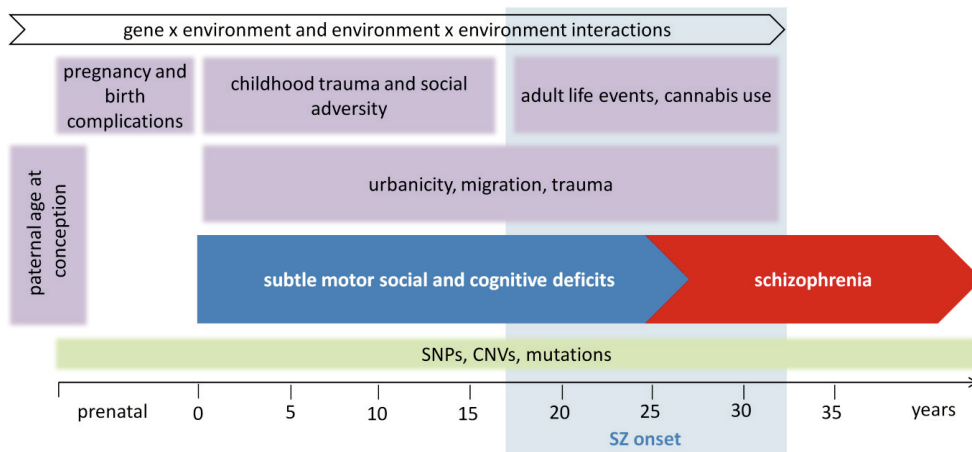 gene x environment and environment x environment interactions
pregnancy and
birth
complications
childhood trauma and social
adversity
adult life events, cannabis use
paternal age at
conception
urbanicity, migration, trauma
subtle motor social and cognitive deficits
schizophrenia
SNPs, CNVs, mutations
prenatal 0 5 10 15 20 25 30 35 years
SZ onset